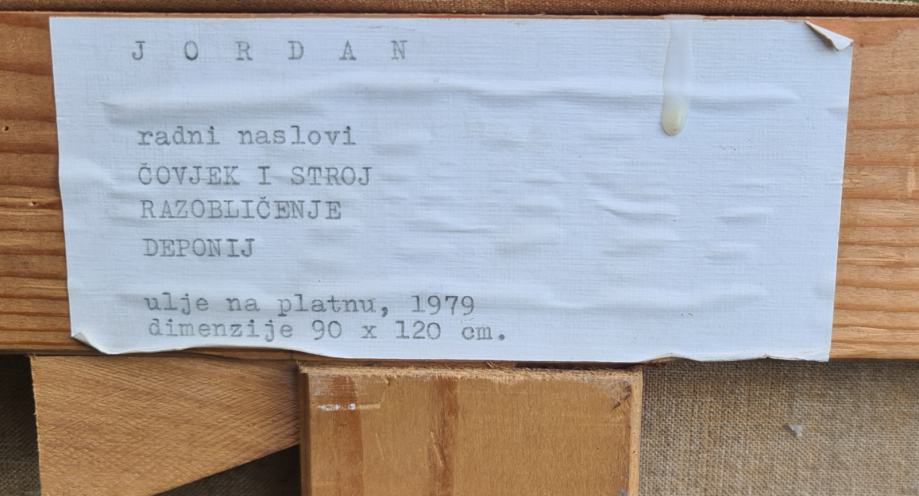 J O R D A N
radni naslovi
ČOVJEK I STROJ
RAZOBLIČENJE
DEPONIJ
ulje na platnu, 1979
dimenzije 90 x 120 cm.